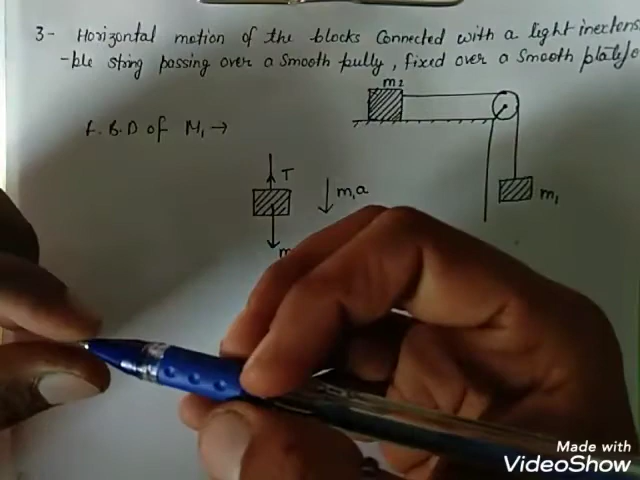 3- Horizontal motion of the blocks Connected with a light inextens
-ble sting passing over a Smooth pully, fixed over a Smooth platfo
m2
F.B.D of M1 →
T
m1a
m1
m
Made with
VideoShow